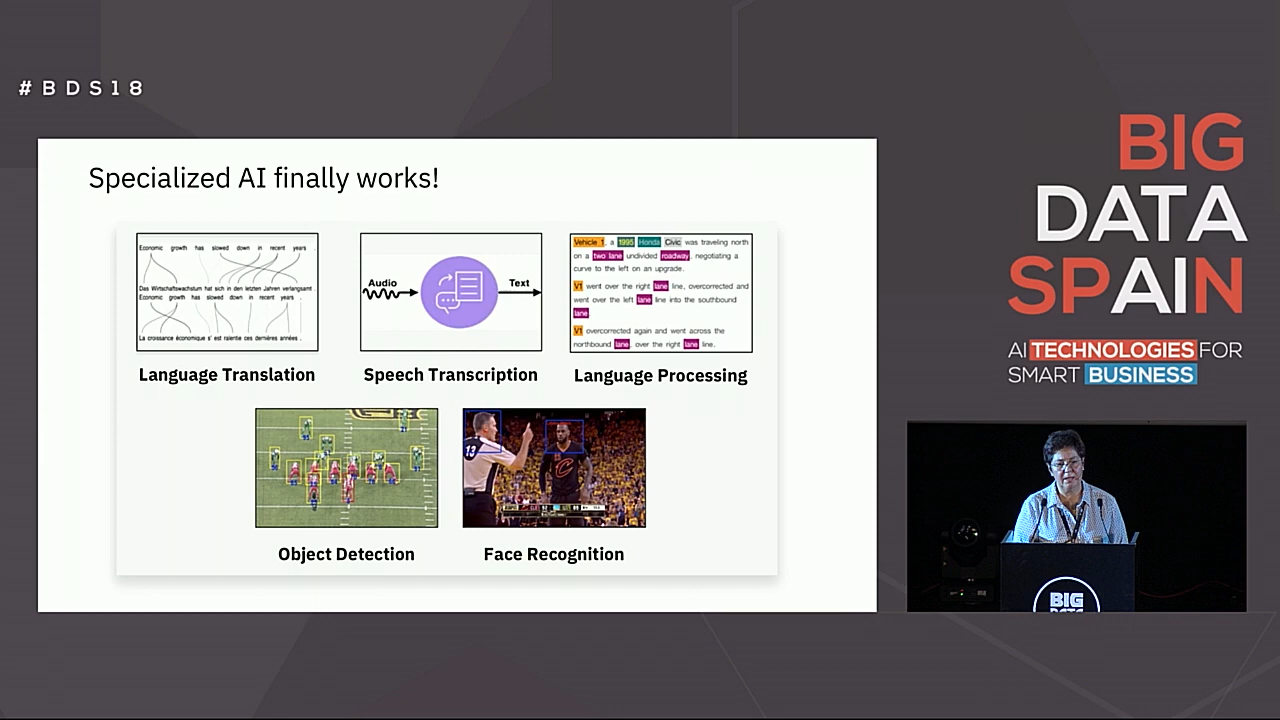 #BDS18
BIG
DATA
SPAIN
AI TECHNOLOGIES FOR
SMART BUSINESS
Specialized AI finally works!
Economic growth has slowed down in recent years .
Das Wirtschaftswachstum hat sich in den letzten Jahren verlangsamt .
Economic growth has slowed down in recent years .
La croissance économique s' est ralentie ces dernières années .
Language Translation
Audio
Text
Speech Transcription
Vehicle 1, a 1995 Honda Civic was traveling north
on a two lane undivided roadway, negotiating a
curve to the left on an upgrade.
V1 went over the right lane line, overcorrected and
went over the left lane line into the southbound
lane.
V1 overcorrected again and went across the
northbound lane, over the right lane line.
Language Processing
Object Detection
13
Face Recognition
BIG